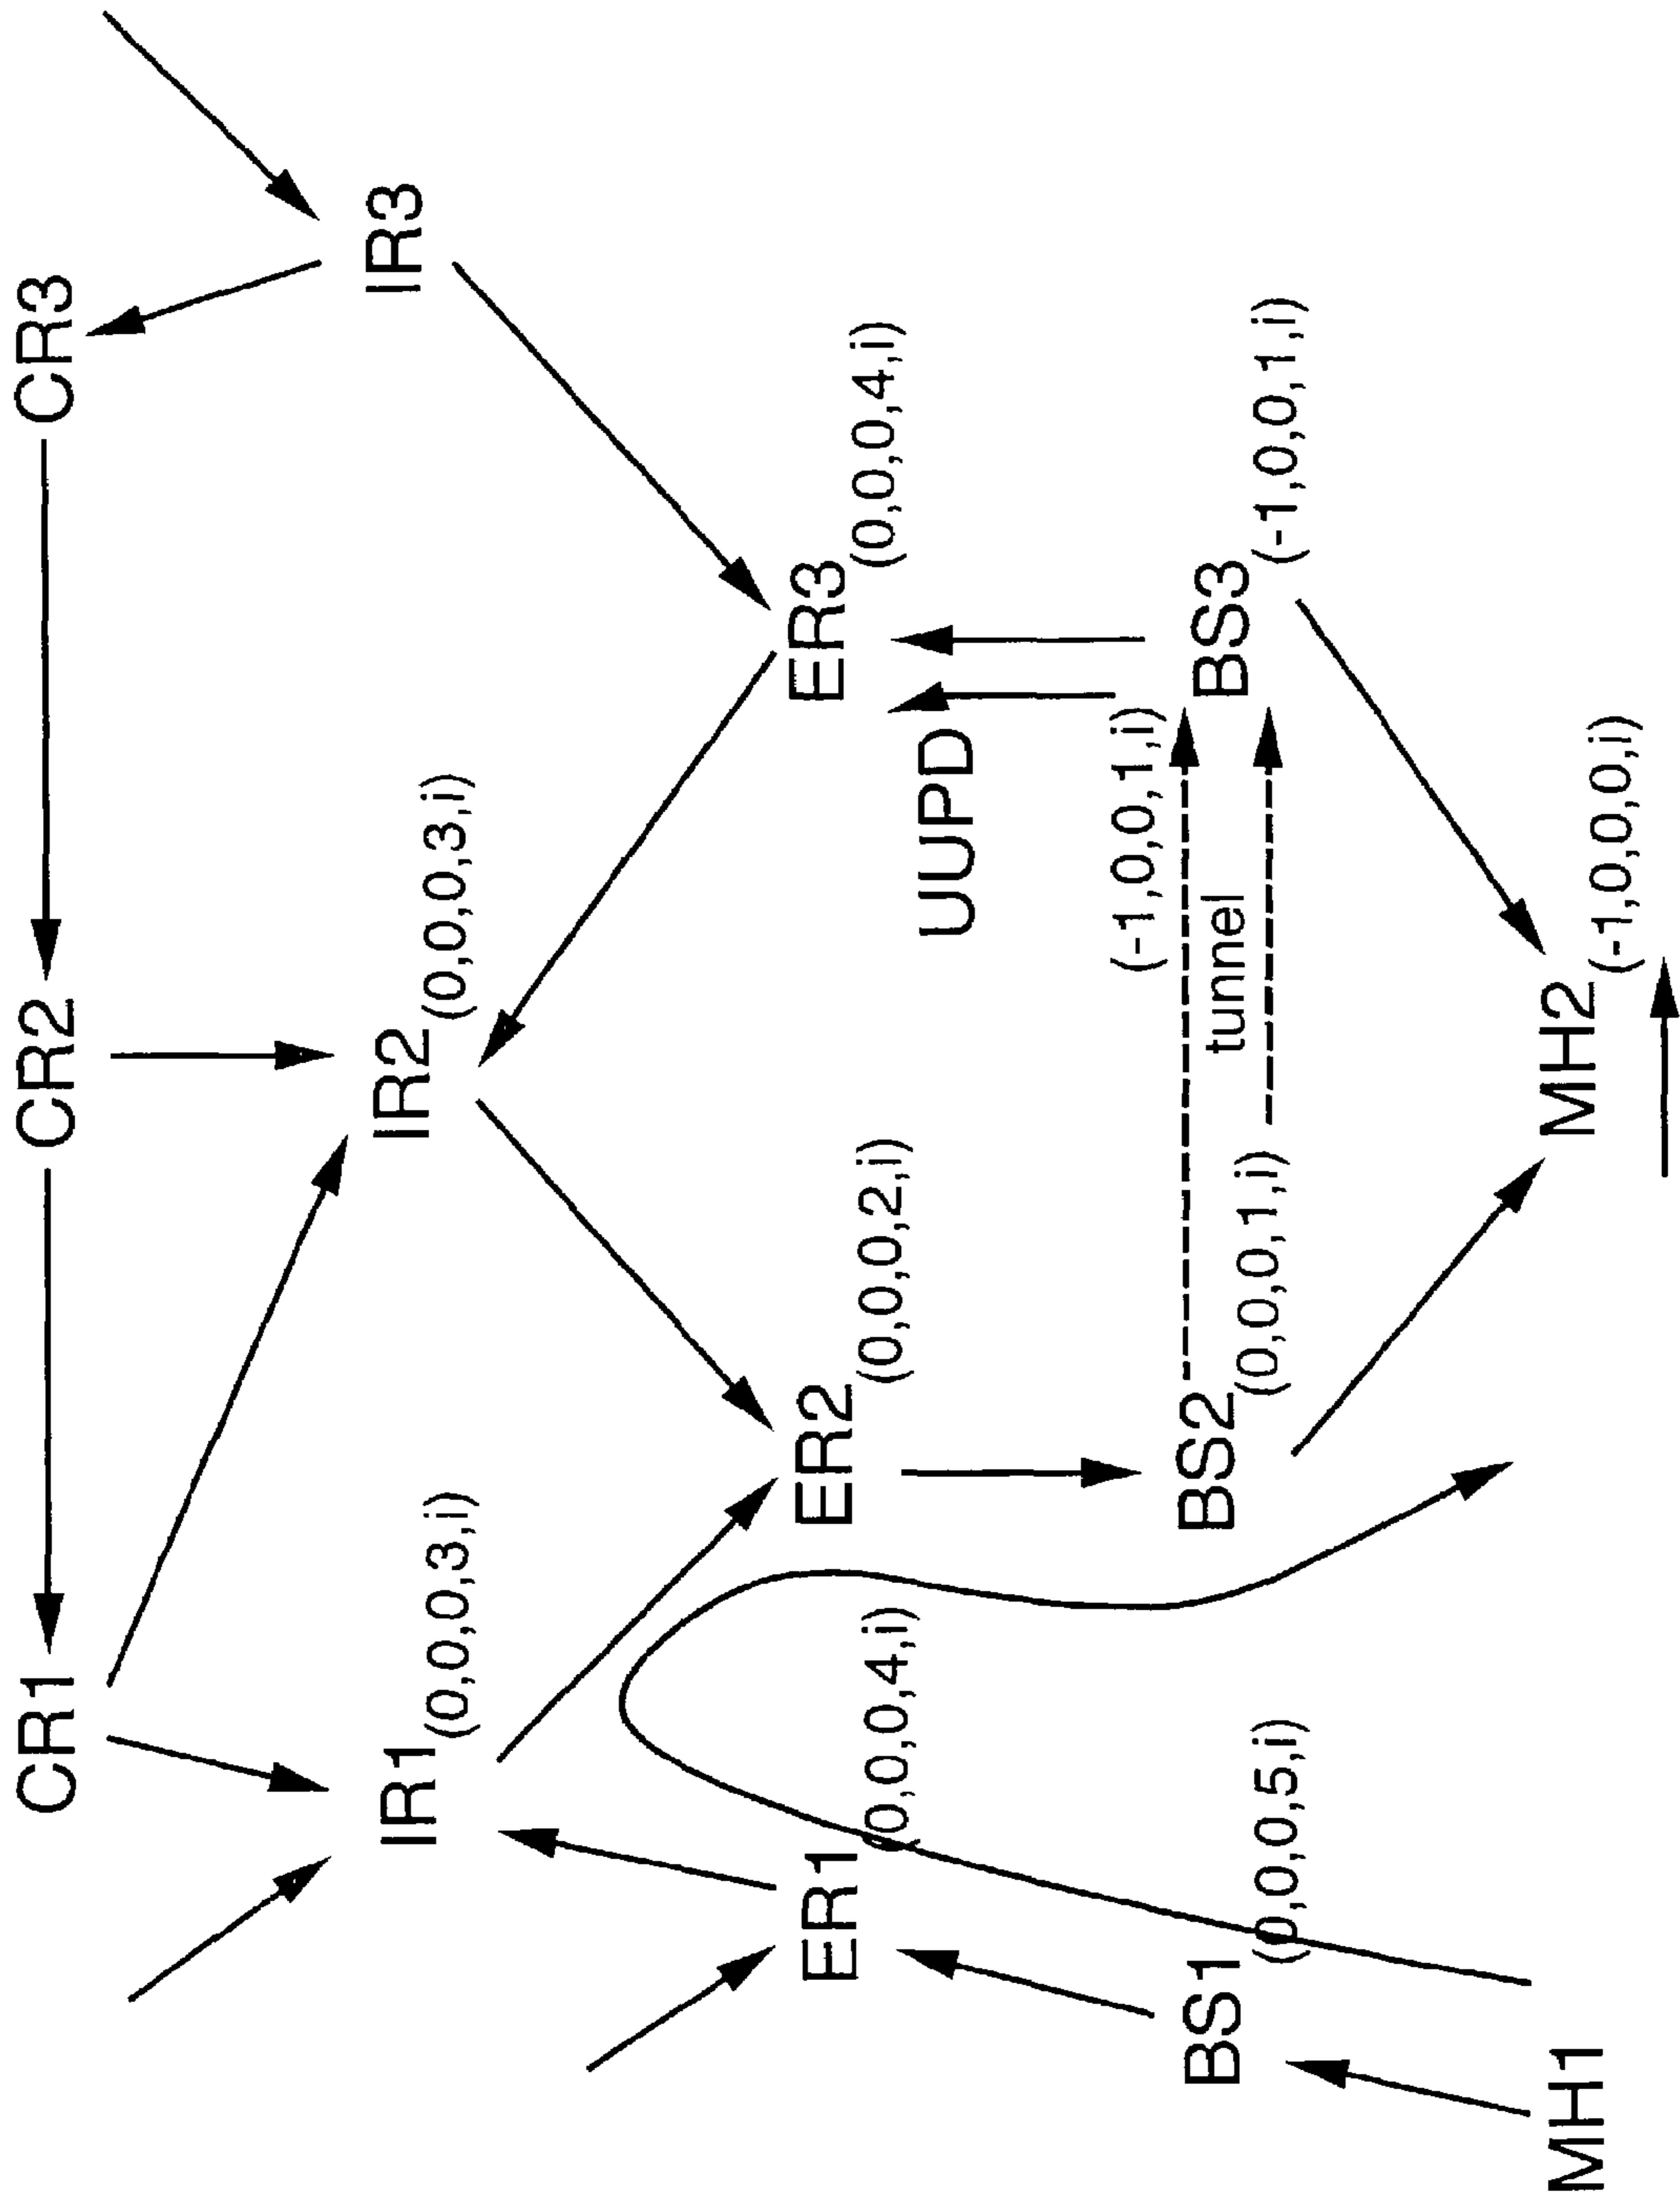 CR1
CR2
CR3
IR1
(0,0,0,3,i)
IR2
(0,0,0,3,i)
IR3
ER1
(0,0,0,4,i)
ER2
(0,0,0,2,i)
ER3
(0,0,0,4,i)
UUPD
(-1,0,0,1,i)
BS1
(0,0,0,5,i)
BS2
(0,0,0,1,i)
tunnel
BS3
(-1,0,0,1,i)
MH1
MH2
(-1,0,0,0,i)